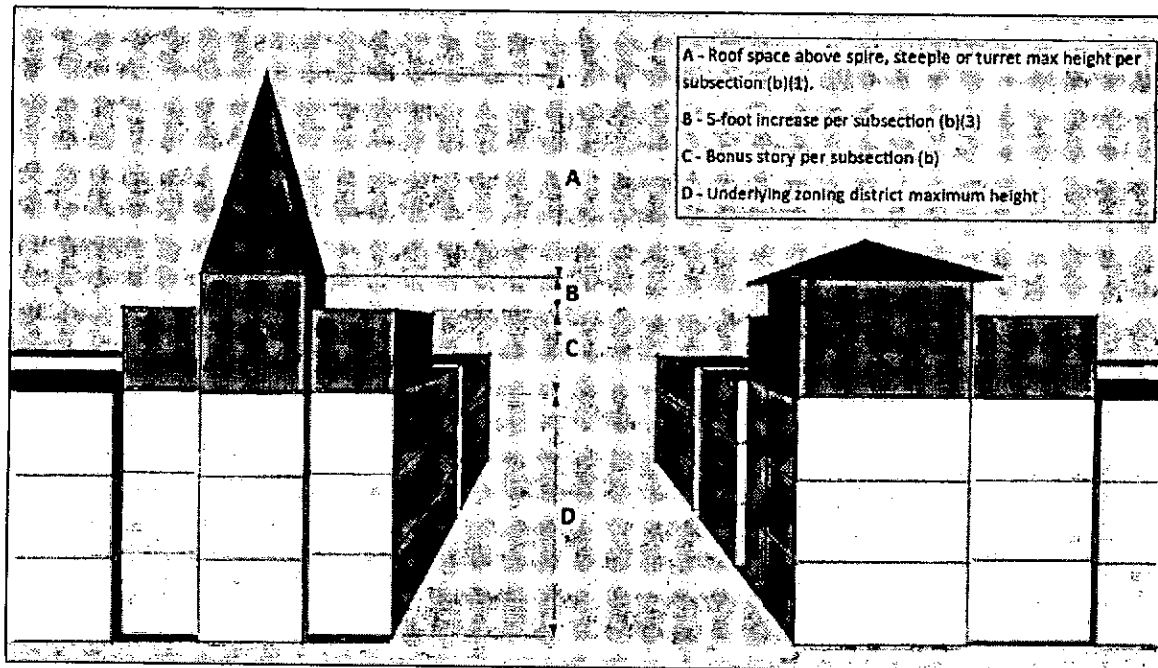 A - Roof space above spire, steeple or turret max height per
subsection (b)(1).
B - 5-foot increase per subsection (b)(3)
C - Bonus story per subsection (b)
D - Underlying zoning district maximum height
A
B
C
D